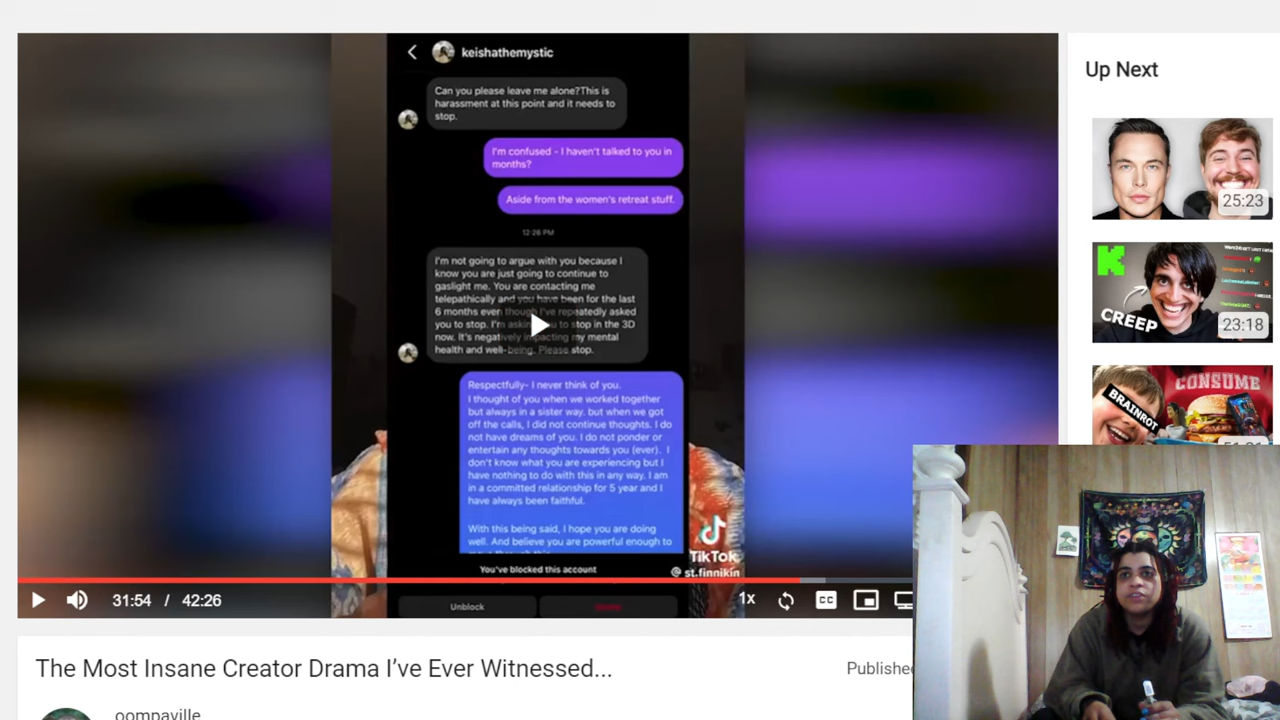 keishathemystic
Can you please leave me alone?This is
harassment at this point and it needs to
stop.
I'm confused - I haven't talked to you in
months?
Aside from the women's retreat stuff.
12:26 PM
I'm not going to argue with you because I
know you are just going to continue to
gaslight me. You are contacting me
telepathically and you have been for the last
6 months even though I've repeatedly asked
you to stop. I'm asking you to stop in the 3D
now. It's negatively impacting my mental
health and well-being. Please stop.
Respectfully- I never think of you.
I thought of you when we worked together
but always in a sister way. but when we got
off the calls, I did not continue thoughts. I do
not have dreams of you. I do not ponder or
entertain any thoughts towards you (ever). I
don't know what you are experiencing but I
have nothing to do with this in any way. I am
in a committed relationship for 5 year and I
have always been faithful.
With this being said, I hope you are doing
well. And believe you are powerful enough to
You've blocked this account
Unblock
TikTok
@ st.finnikin
31:54 / 42:26
1x
CC
The Most Insane Creator Drama I've Ever Witnessed...
Published
oompaville
Up Next
25:23
K
CREEP
23:18
BRAINROT
CONSUME